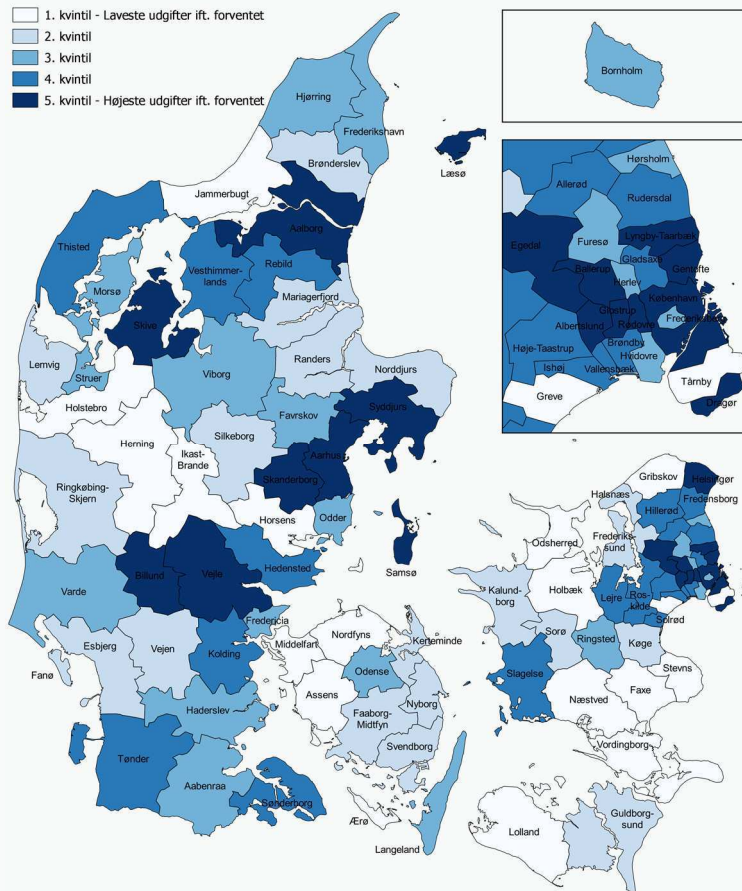 1. kvintil - Laveste udgifter ift. forventet
2. kvintil
3. kvintil
4. kvintil
5. kvintil - Højeste udgifter ift. forventet
Bornholm
Hjørring
Frederikshavn
Brønderslev
Læsø
Jammerbugt
Aalborg
Thisted
Vesthimmer-
lands
Rebild
Morsø
Mariagerfjord
Skive
Lemvig
Struer
Viborg
Randers
Norddjurs
Holstebro
Favrskov
Syddjurs
Herning
Silkeborg
Ikast-
Brande
Aarhus
Skanderborg
Ringkøbing-
Skjern
Horsens
Odder
Samsø
Hedensted
Billund
Vejle
Varde
Fredericia
Esbjerg
Vejen
Kolding
Fanø
Middelfart
Nordfyns
Kerteminde
Odense
Assens
Haderslev
Faaborg-
Midtfyn
Nyborg
Svendborg
Tønder
Aabenraa
Sønderborg
Ærø
Langeland
Hørsholm
Allerød
Rudersdal
Egedal
Furesø
Lyngby-Taarbæk
Gladsaxe
Ballerup
Gentofte
Herlev
København
Glostrup
Albertslund
Rødovre
Brøndby
Høje-Taastrup
Hvidovre
Ishøj
Vallensbæk
Tårnby
Greve
Dragør
Gribskov
Helsingør
Halsnæs
Fredensborg
Hillerød
Frederiks-
sund
Odsherred
Kalund-
borg
Holbæk
Lejre
Ros-
kilde
Solrød
Sorø
Ringsted
Køge
Slagelse
Stevns
Næstved
Faxe
Vordingborg
Guldborg-
sund
Lolland